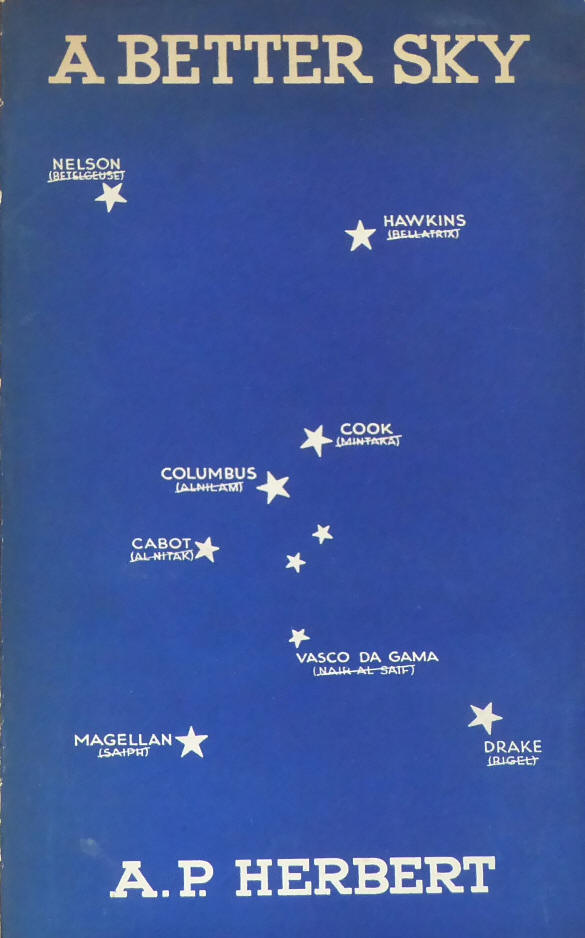 A BETTER SKY
NELSON
(BETELGEUSE)
HAWKINS
(BELLATRIX)
COOK
(MINTAKA)
COLUMBUS
(ALNILAM)
CABOT
(AL NITAK)
VASCO DA GAMA
(NAIR AL SAIF)
MAGELLAN
(SAIPH)
DRAKE
(RIGEL)
A. P. HERBERT